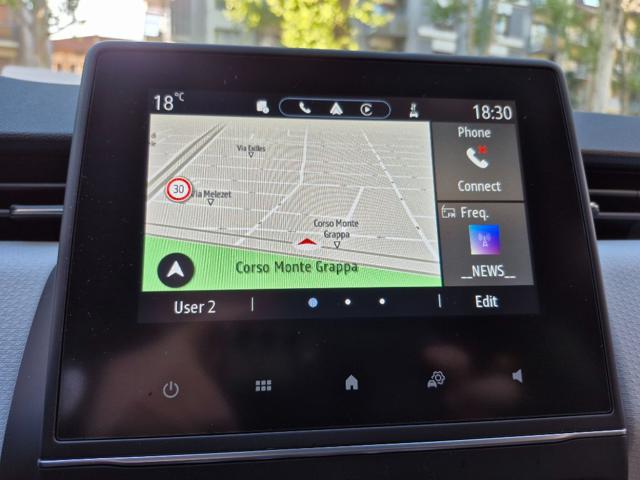 18°C
18:30
Via Exilles
30
Via Melezet
Corso Monte
Grappa
Corso Monte Grappa
Phone
Connect
Freq.
__NEWS__
User 2
Edit